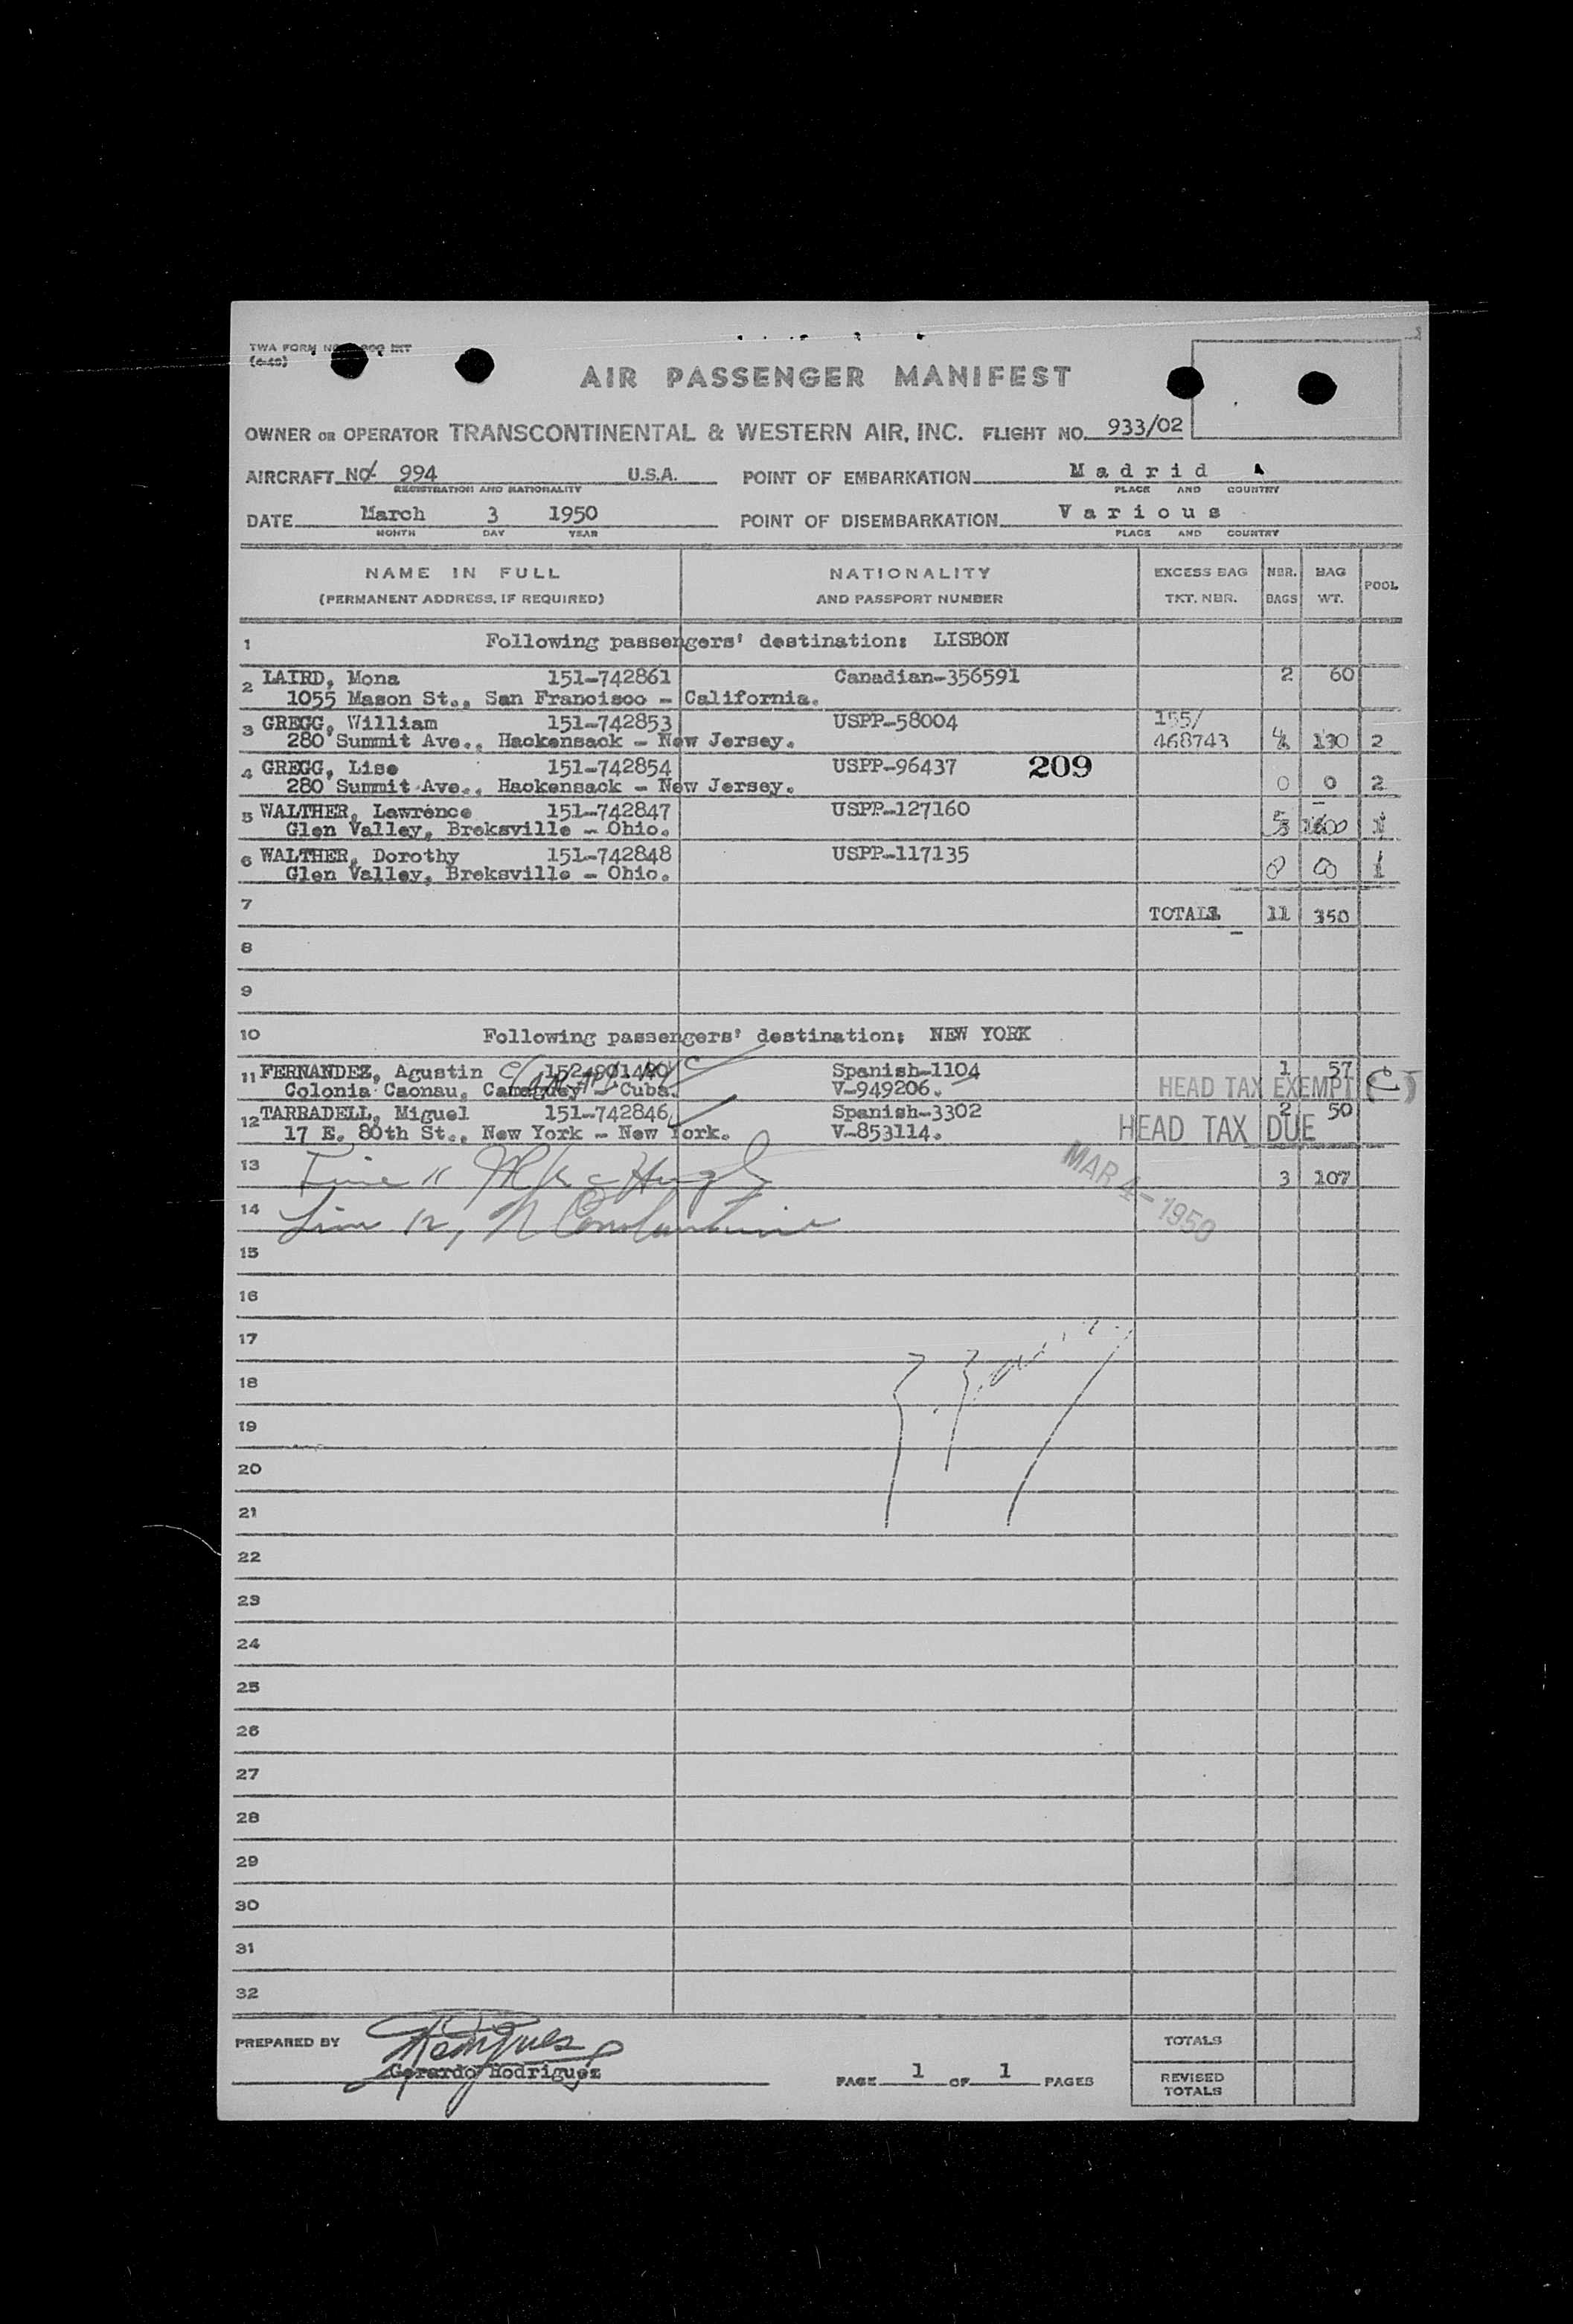 TWA FORM
AIR PASSENGER MANIFEST
OWNER OR OPERATOR TRANSCONTINENTAL & WESTERN AIR, INC. FLIGHT NO. 933/02
AIRCRAFT NO. 994 U.S.A. POINT OF EMBARKATION Madrid
REGISTRATION AND NATIONALITY PLACE AND COUNTRY
DATE March 3 1950 POINT OF DISEMBARKATION Various
MONTH DAY YEAR PLACE AND COUNTRY
NAME IN FULL NATIONALITY EXCESS BAG NBR. BAG POOL
(PERMANENT ADDRESS, IF REQUIRED) AND PASSPORT NUMBER TKT. NBR. BAGS WT.
1 Following passengers' destination: LISBON
2 LAIRD, Mona 151-742861 Canadian-356591 2 60
1055 Mason St., San Francisco - California.
3 GREGG, William 151-742853 USPP-58004 155/
280 Summit Ave., Hackensack - New Jersey. 468743 4 130 2
4 GREGG, Lise 151-742854 USPP-96437 209
280 Summit Ave., Hackensack - New Jersey. 0 0 2
5 WALTHER, Lawrence 151-742847 USPP-127160
Glen Valley, Breksville - Ohio. 5 1
6 WALTHER, Dorothy 151-742848 USPP-117135
Glen Valley, Breksville - Ohio. 0 0 1
7 TOTALS 11 350
8
9
10 Following passengers' destination: NEW YORK
11 FERNANDEZ, Agustin Spanish-1104 1 57
Colonia Caonau, Camaguey - Cuba. V-949206. HEAD TAX EXEMPT (C)
12 TARRADELL, Miguel 151-742846 Spanish-3302 2 50
17 E. 80th St., New York - New York. V-853114. HEAD TAX DUE
13 Line 11 MAR 4-1950 3 107
14 Line 12, N Constantine
15
16
17
18
19
20
21
22
23
24
25
26
27
28
29
30
31
32
PREPARED BY Rodriguez TOTALS
Gerardo Rodriguez PAGE 1 OF 1 PAGES REVISED
TOTALS